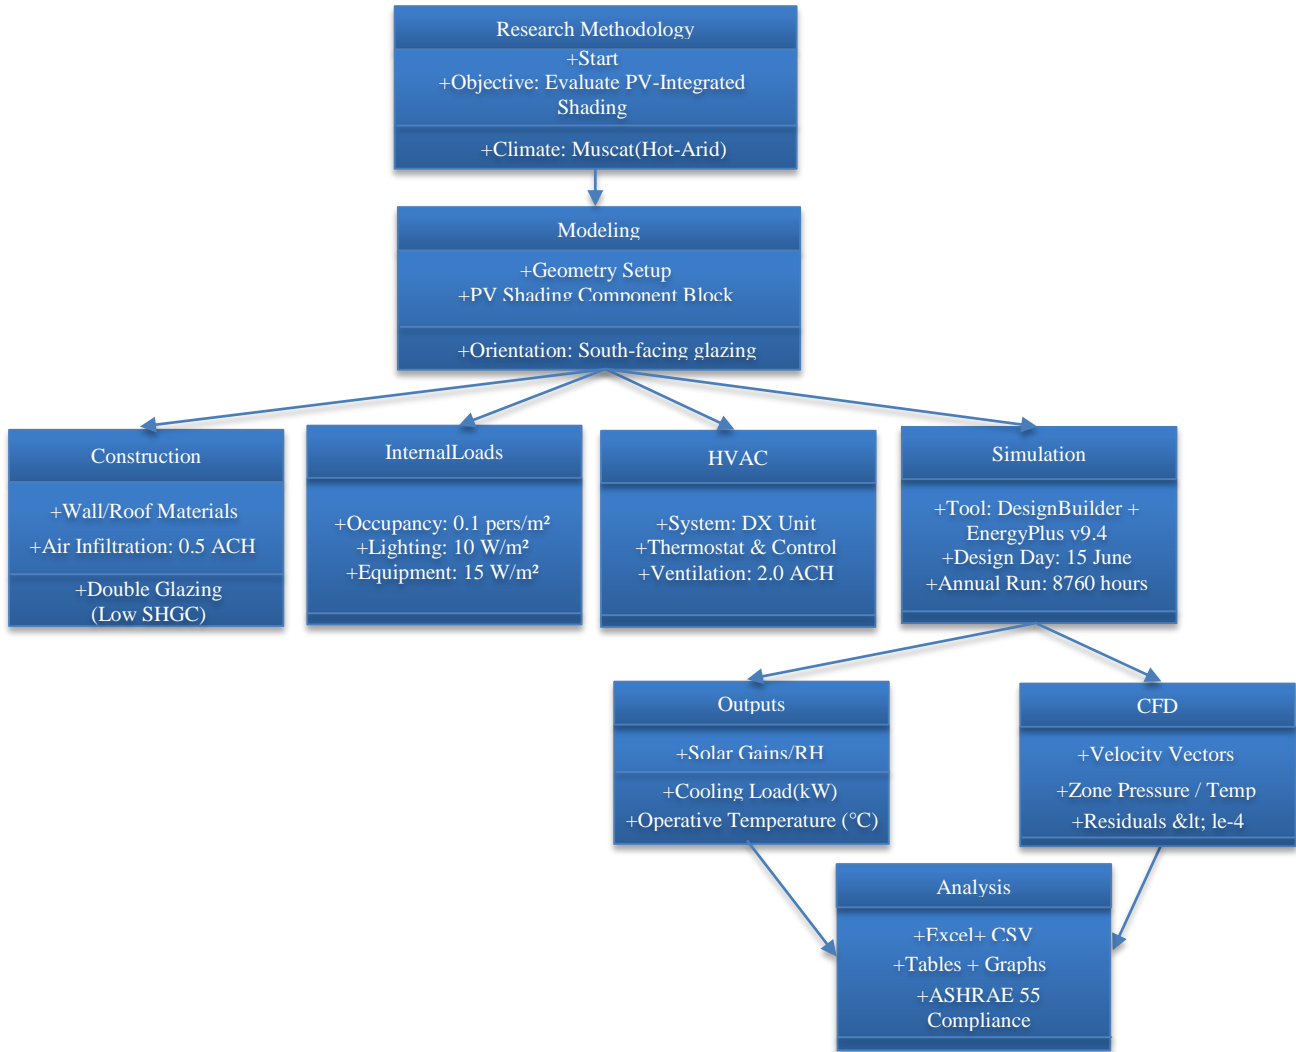 Research Methodology
+Start
+Objective: Evaluate PV-Integrated
Shading
+Climate: Muscat(Hot-Arid)
Modeling
+Geometry Setup
+PV Shading Component Block
+Orientation: South-facing glazing
Construction
+Wall/Roof Materials
+Air Infiltration: 0.5 ACH
+Double Glazing
(Low SHGC)
InternalLoads
+Occupancy: 0.1 pers/m²
+Lighting: 10 W/m²
+Equipment: 15 W/m²
HVAC
+System: DX Unit
+Thermostat & Control
+Ventilation: 2.0 ACH
Simulation
+Tool: DesignBuilder +
EnergyPlus v9.4
+Design Day: 15 June
+Annual Run: 8760 hours
Outputs
+Solar Gains/RH
+Cooling Load(kW)
+Operative Temperature (°C)
CFD
+Velocity Vectors
+Zone Pressure / Temp
+Residuals &lt; le-4
Analysis
+Excel+ CSV
+Tables + Graphs
+ASHRAE 55
Compliance